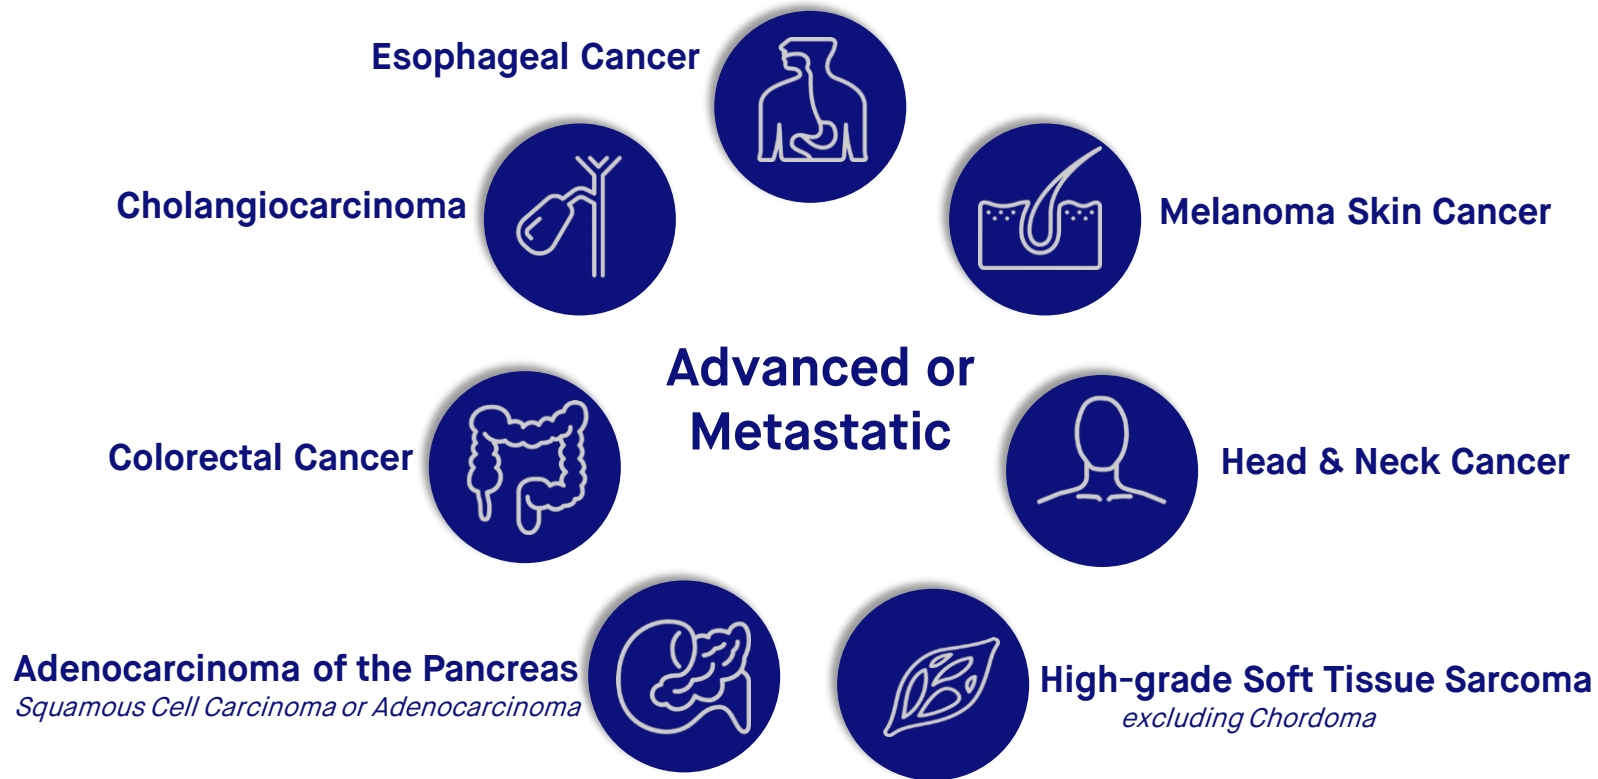 Esophageal Cancer
Cholangiocarcinoma
Melanoma Skin Cancer
Advanced or
Metastatic
Colorectal Cancer
Head & Neck Cancer
Adenocarcinoma of the Pancreas
Squamous Cell Carcinoma or Adenocarcinoma
High-grade Soft Tissue Sarcoma
excluding Chordoma